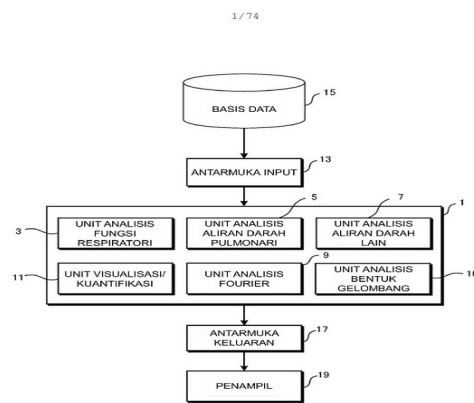 1/74
BASIS DATA
15
ANTARMUKA INPUT
13
5
7
1
3
UNIT ANALISIS
FUNGSI
RESPIRATORI
UNIT ANALISIS
ALIRAN DARAH
PULMONARI
UNIT ANALISIS
ALIRAN DARAH
LAIN
9
11
UNIT VISUALISASI/
KUANTIFIKASI
UNIT ANALISIS
FOURIER
UNIT ANALISIS
BENTUK
GELOMBANG
10
ANTARMUKA
KELUARAN
17
PENAMPIL
19